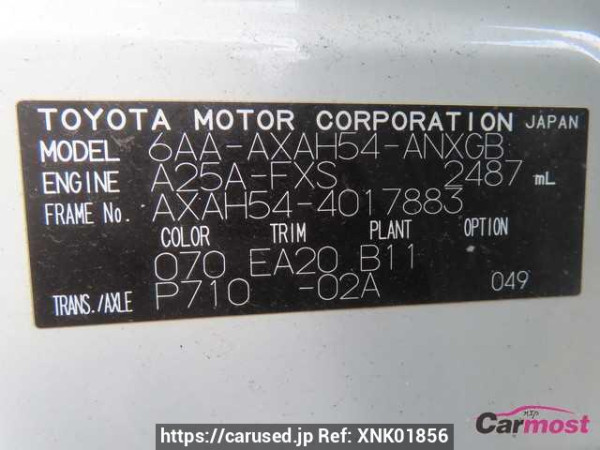 TOYOTA MOTOR CORPORATION JAPAN
MODEL 6AA-AXAH54-ANXGB
ENGINE A25A-FXS 2487 mL
FRAME No. AXAH54-4017883
COLOR TRIM PLANT OPTION
070 EA20 B11
TRANS./AXLE P710 -02A 049
Carmost
https://carused.jp Ref: XNK01856